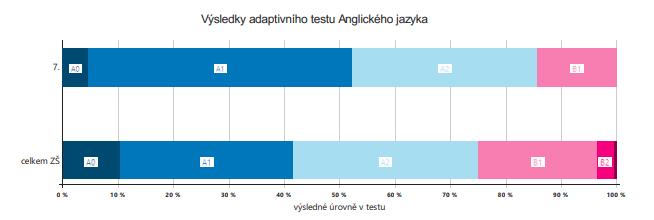 Výsledky adaptivního testu Anglického jazyka
7.
A0 A1 A2 B1
celkem ZŠ
A0 A1 A2 B1 B2
0 % 10 % 20 % 30 % 40 % 50 % 60 % 70 % 80 % 90 % 100 %
výsledné úrovně v testu